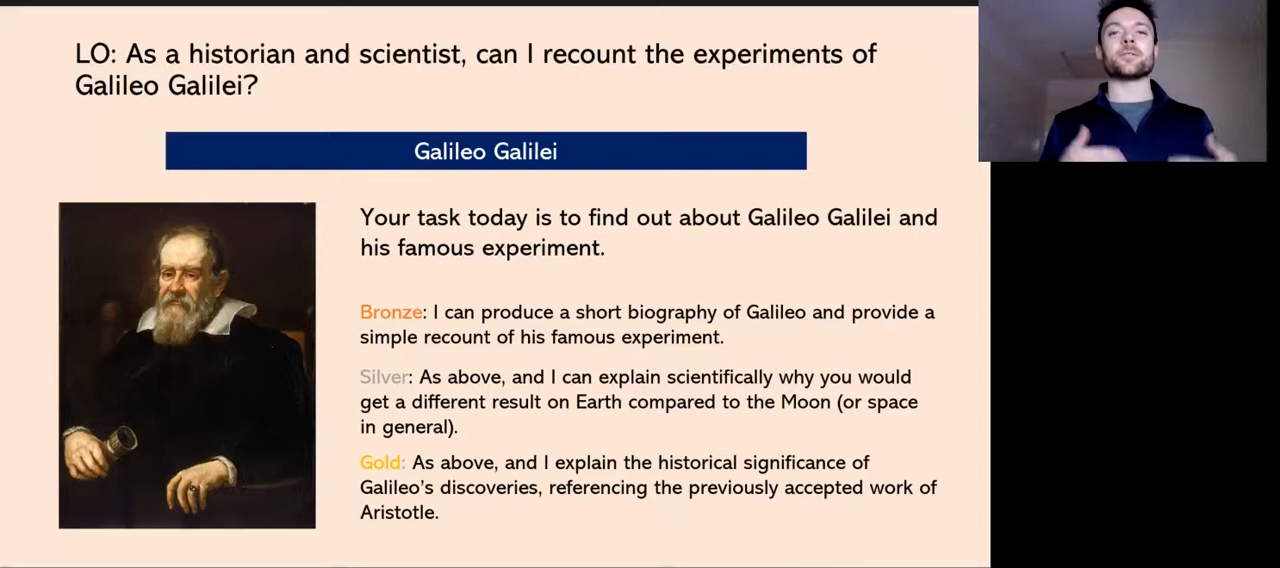 LO: As a historian and scientist, can I recount the experiments of
Galileo Galilei?
Galileo Galilei
Your task today is to find out about Galileo Galilei and
his famous experiment.
Bronze: I can produce a short biography of Galileo and provide a
simple recount of his famous experiment.
Silver: As above, and I can explain scientifically why you would
get a different result on Earth compared to the Moon (or space
in general).
Gold: As above, and I explain the historical significance of
Galileo's discoveries, referencing the previously accepted work of
Aristotle.